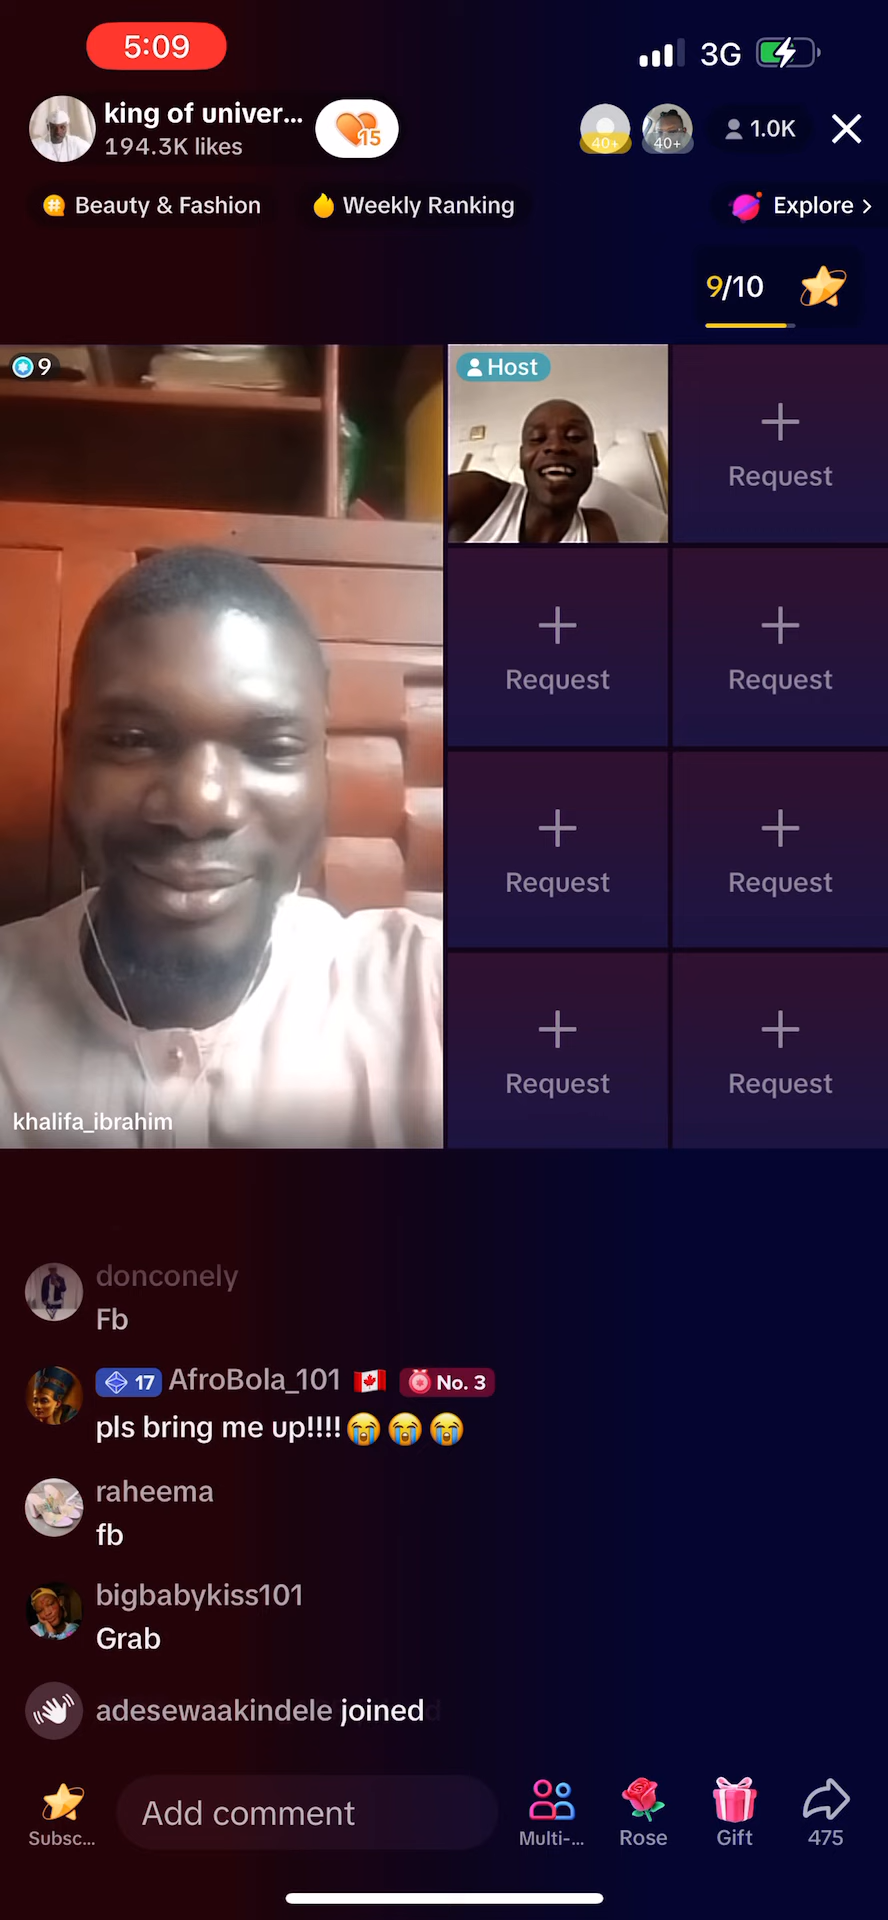 5:09
3G
king of univer...
194.3K likes
15
40+
40+
1.0K
Beauty & Fashion
Weekly Ranking
Explore >
9/10
9
Host
Request
Request
Request
Request
Request
Request
Request
khalifa_ibrahim
donconely
Fb
17 AfroBola_101 No. 3
pls bring me up!!!!😭😭😭
raheema
fb
bigbabykiss101
Grab
adesewaakindele joined
Add comment
Subsc...
Multi-...
Rose
Gift
475